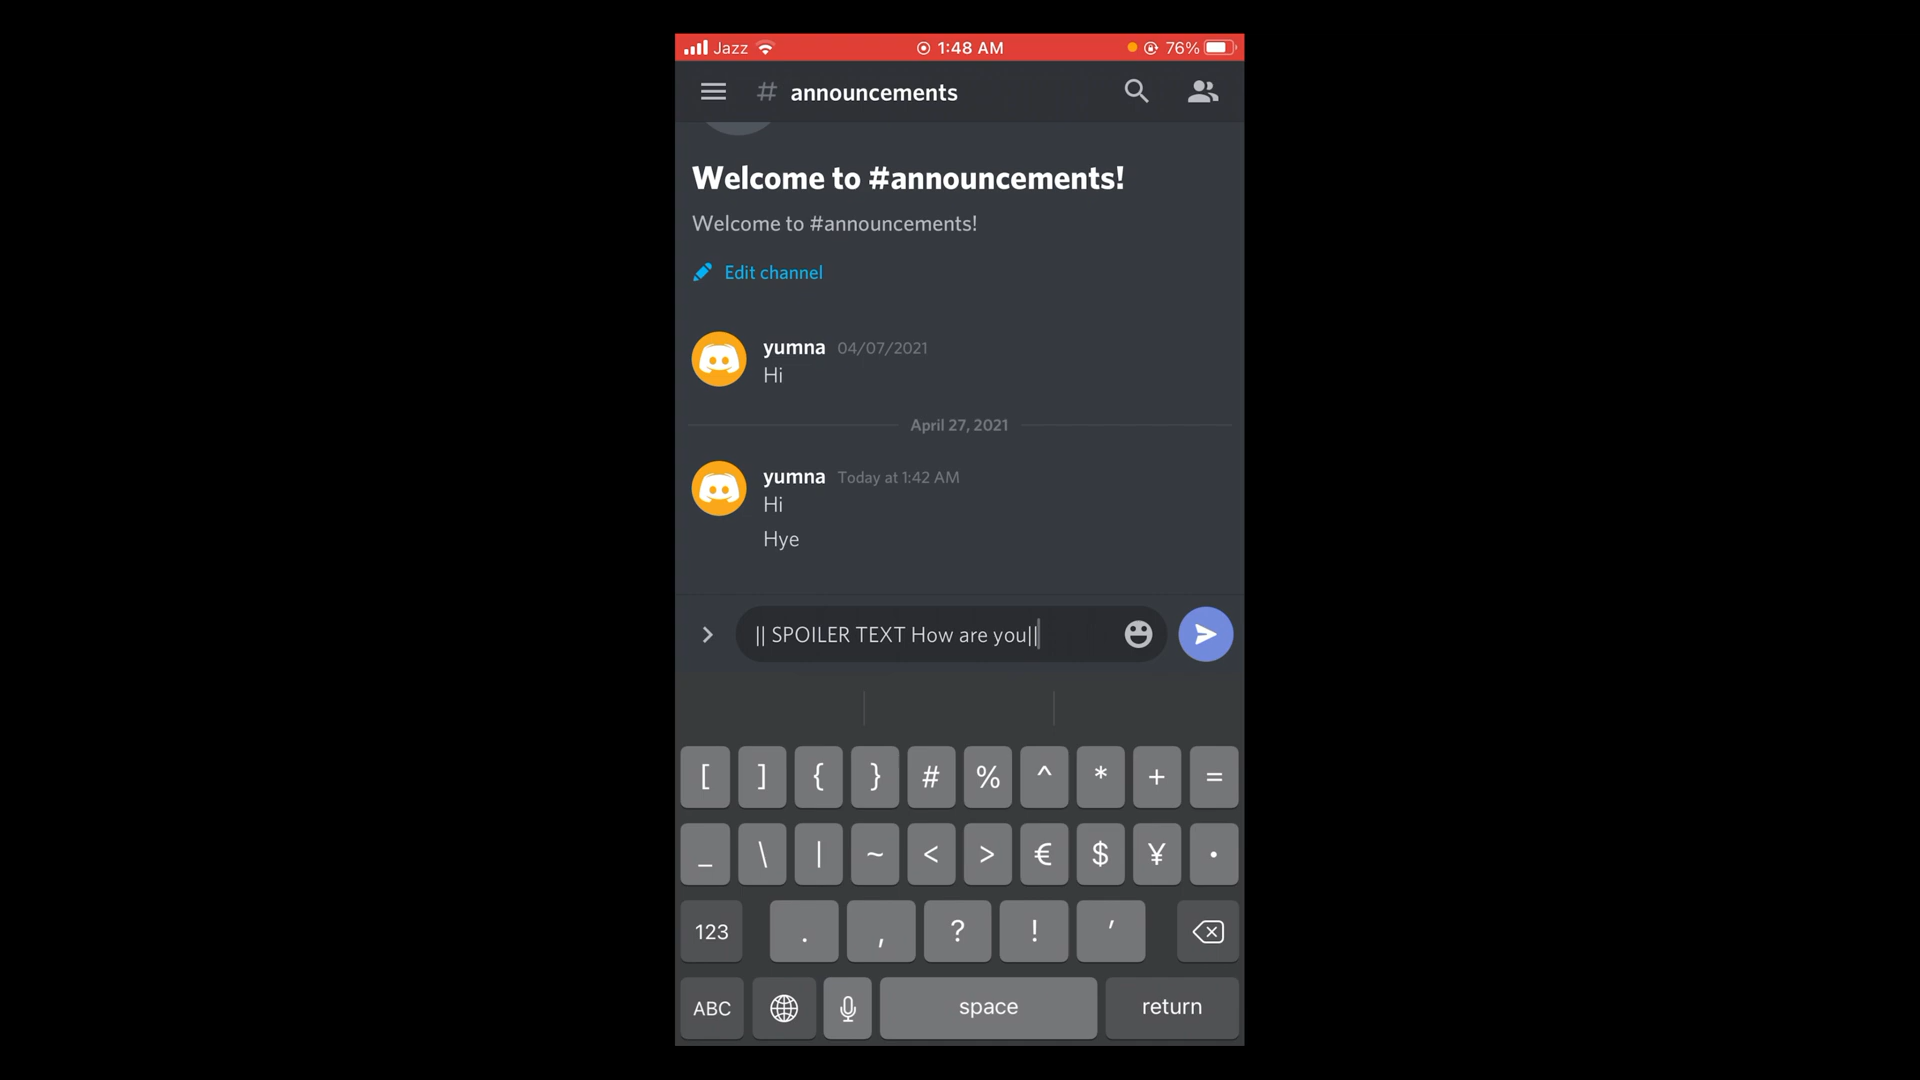 Jazz 1:48 AM 76%
# announcements
Welcome to #announcements!
Welcome to #announcements!
Edit channel
yumna 04/07/2021
Hi
April 27, 2021
yumna Today at 1:42 AM
Hi
Hye
|| SPOILER TEXT How are you||
[ ] { } # % ^ * + =
_ \ | ~ < > € $ ¥ •
123 . , ? ! ′
ABC space return